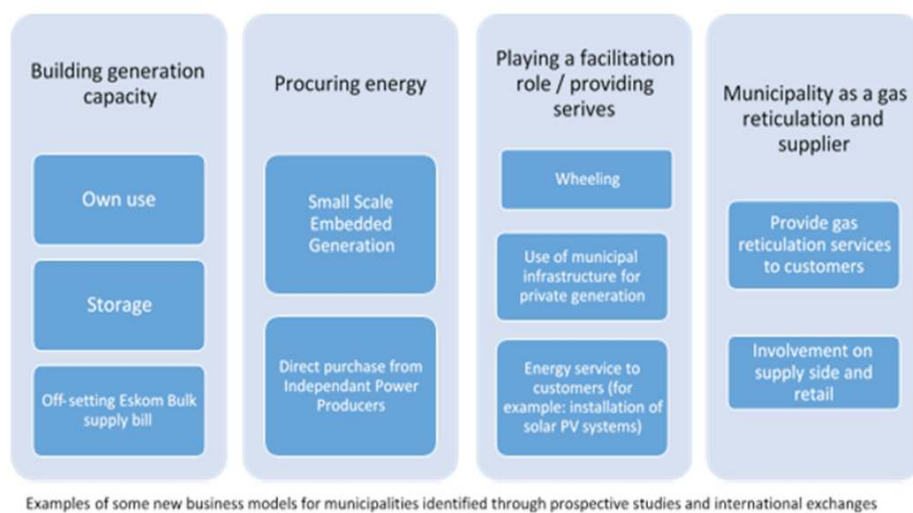 Building generation
capacity
Own use
Storage
Off-setting Eskom Bulk
supply bill
Procuring energy
Small Scale
Embedded
Generation
Direct purchase from
Independant Power
Producers
Playing a facilitation
role / providing
serives
Wheeling
Use of municipal
infrastructure for
private generation
Energy service to
customers (for
example: installation of
solar PV systems)
Municipality as a gas
reticulation and
supplier
Provide gas
reticulation services
to customers
Involvement on
supply side and
retail
Examples of some new business models for municipalities identified through prospective studies and international exchanges